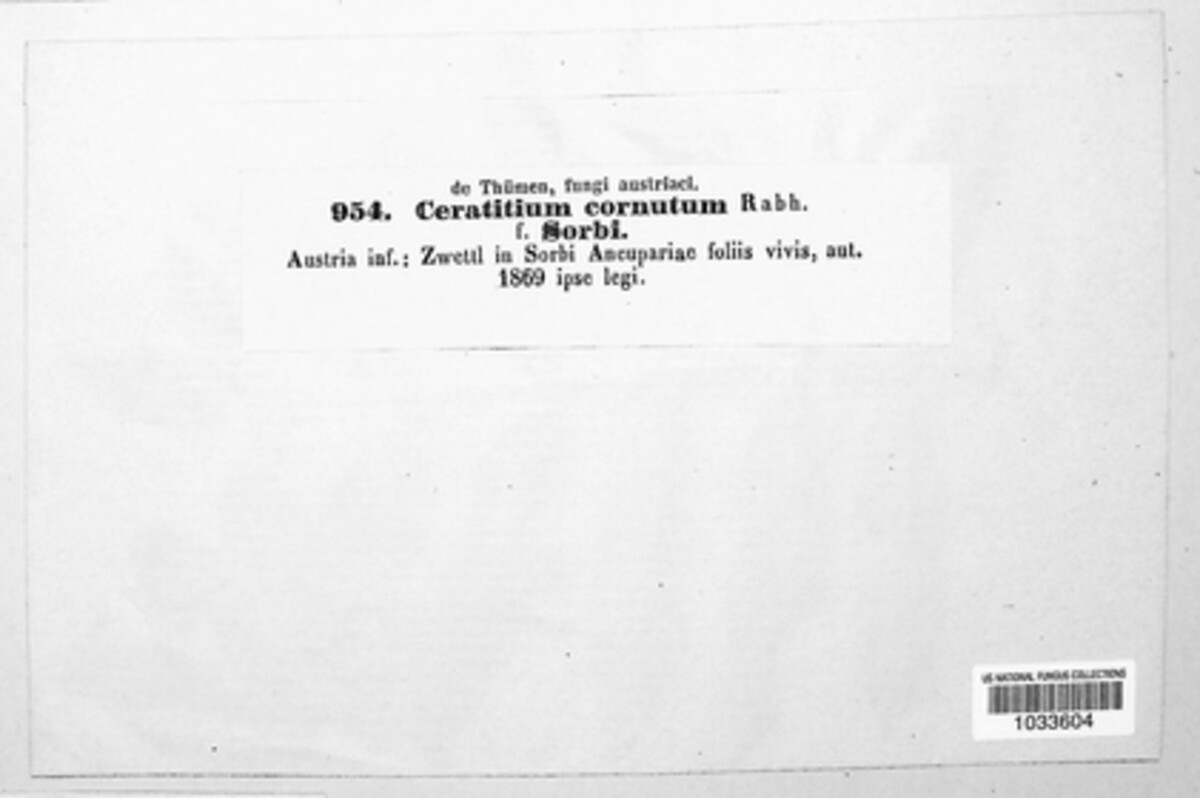 de Thümen, fungi austriaci.
954. Ceratitium cornutum Rabh.
f. Sorbi.
Austria inf.; Zwettl in Sorbi Aucupariae foliis vivis, aut.
1869 ipse legi.
US NATIONAL FUNGUS COLLECTIONS
1033604